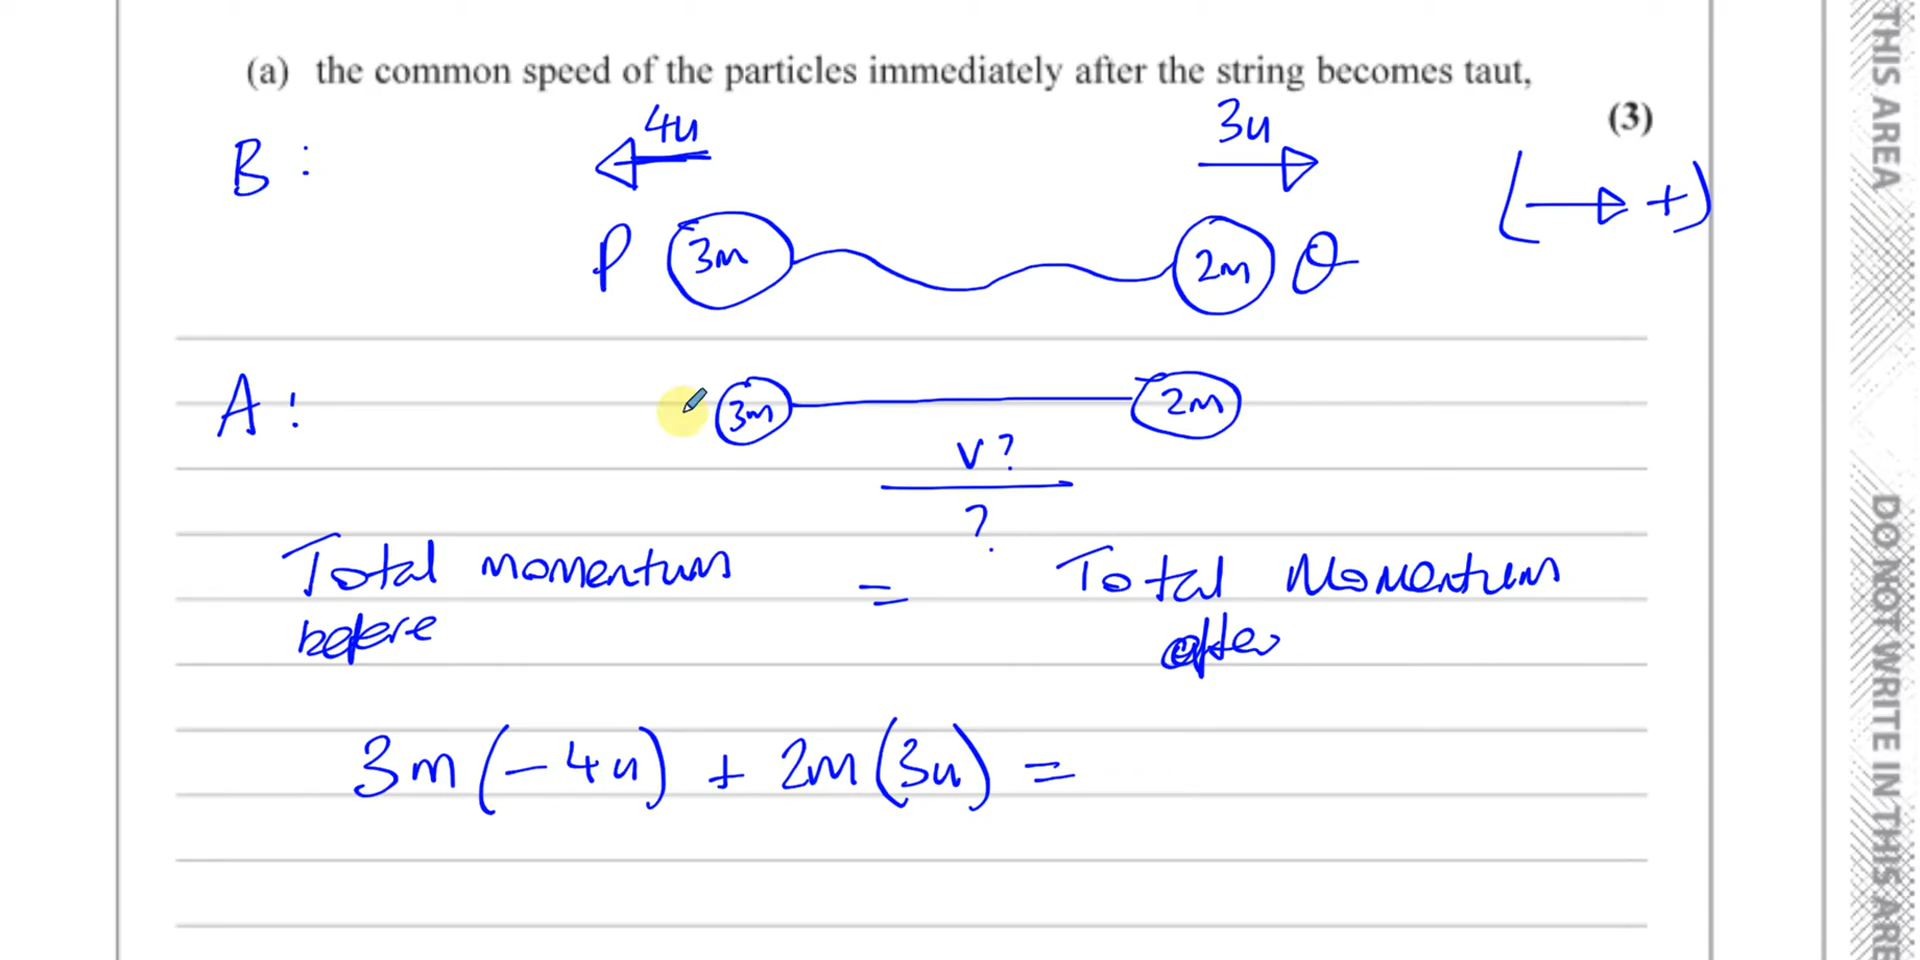 (a) the common speed of the particles immediately after the string becomes taut,
(3)
4u
3u
B :
( → +)
P 3m 2m Q
A : 3m 2m
v ?
?
Total momentum before = Total Momentum after
3m (-4u) + 2m (3u) =
THIS AREA
DO NOT WRITE IN THIS ARE